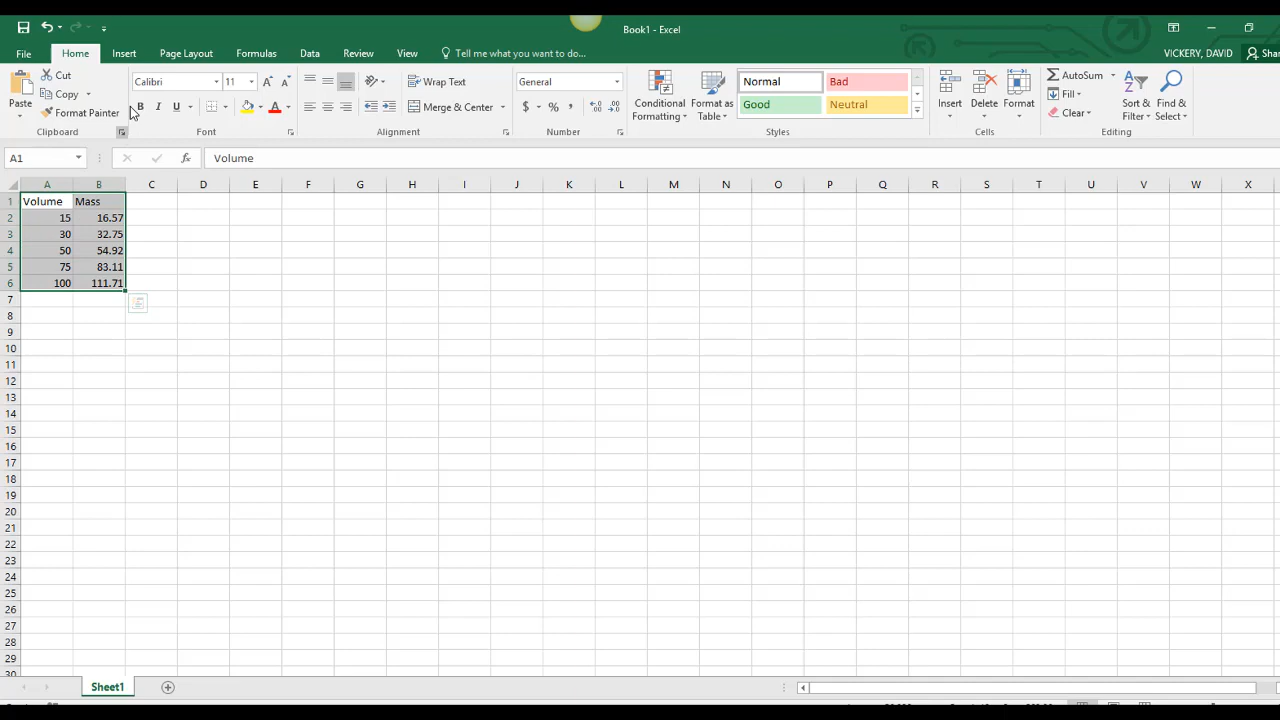 Book1 - Excel
File Home Insert Page Layout Formulas Data Review View Tell me what you want to do... VICKERY, DAVID
Paste Cut Copy Format Painter
Clipboard
Calibri 11
B I U
Font
Wrap Text
Merge & Center
Alignment
General
$ % ,
Number
Conditional Formatting
Format as Table
Normal Bad
Good Neutral
Styles
Insert Delete Format
Cells
AutoSum
Fill
Clear
Sort & Filter
Find & Select
Editing
A1 fx Volume
A B C D E F G H I J K L M N O P Q R S T U V W X
1 Volume Mass
2 15 16.57
3 30 32.75
4 50 54.92
5 75 83.11
6 100 111.71
7
8
9
10
11
12
13
14
15
16
17
18
19
20
21
22
23
24
25
26
27
28
29
30
Sheet1